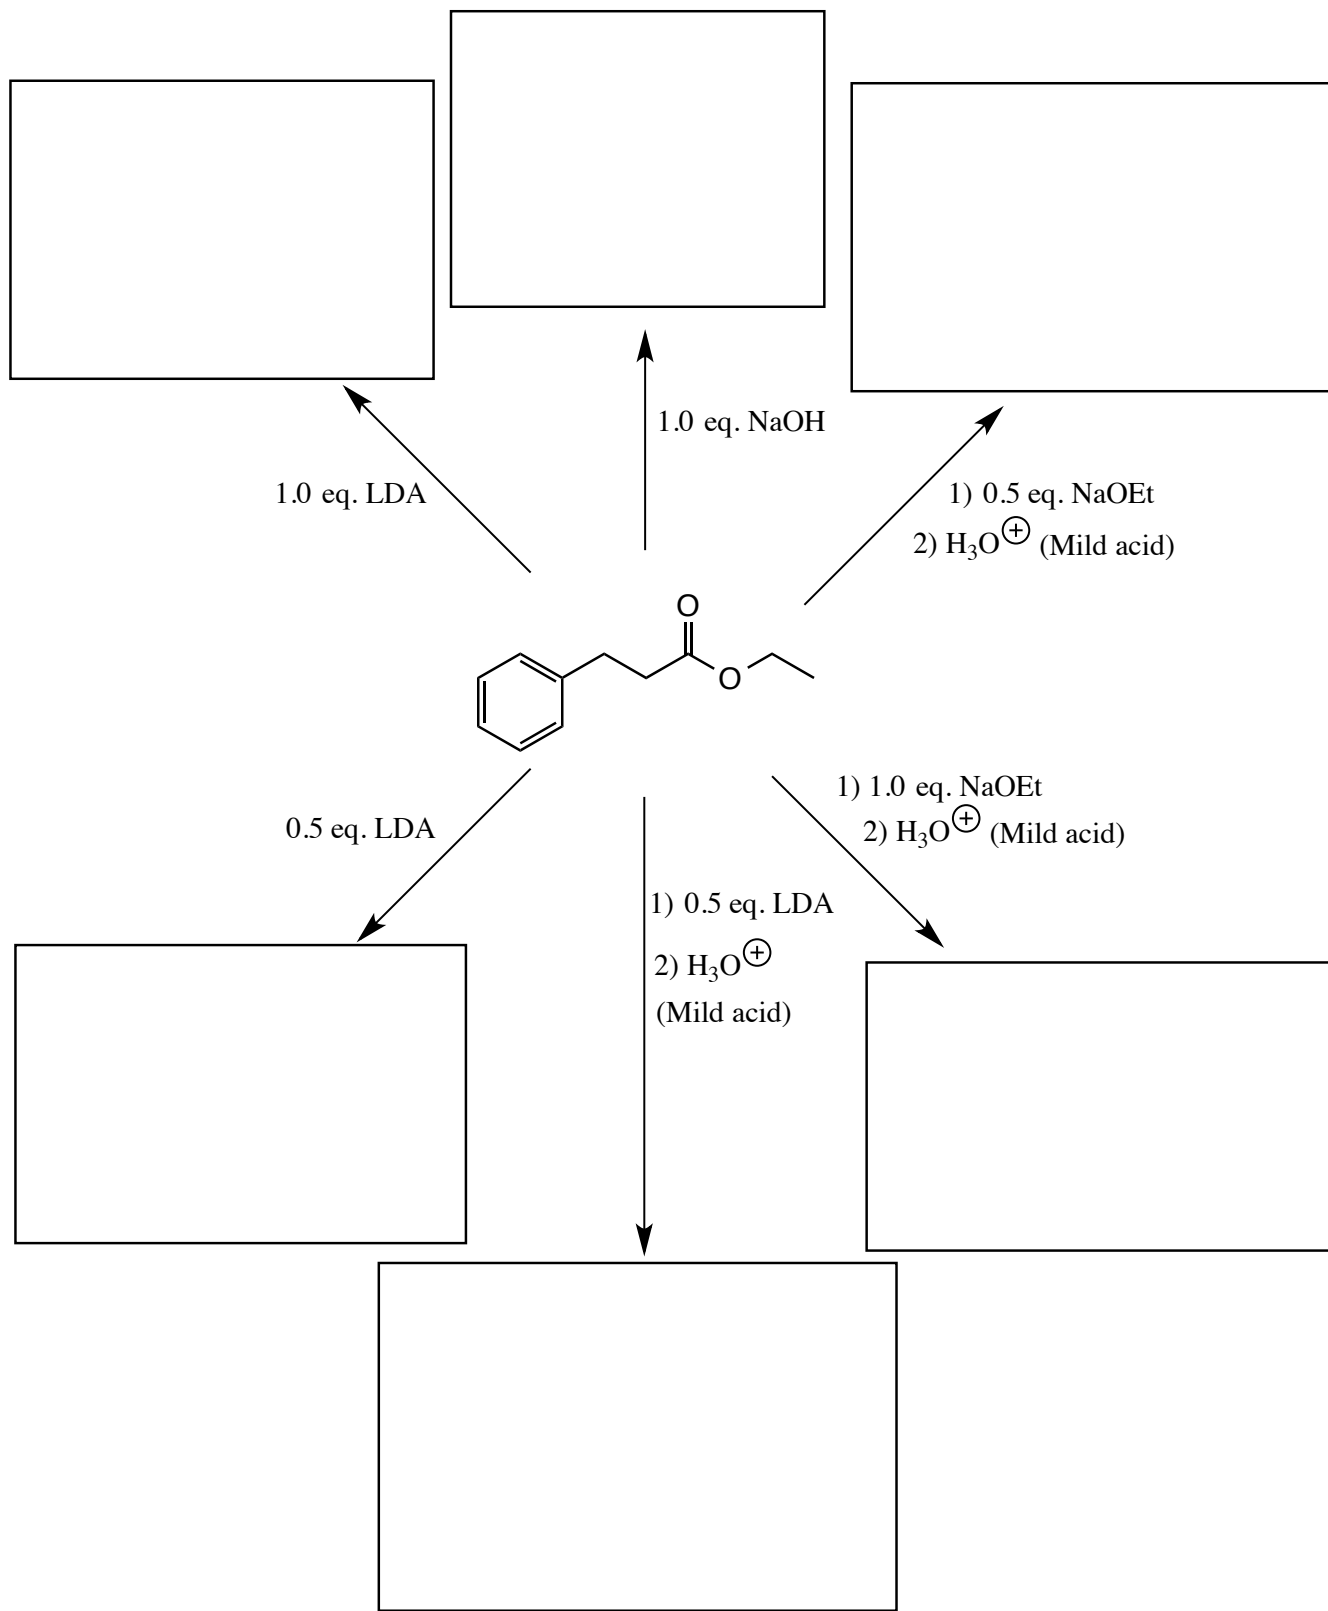 1.0 eq. NaOH
1.0 eq. LDA
1) 0.5 eq. NaOEt
2) H₃O⊕ (Mild acid)
O
O
0.5 eq. LDA
1) 1.0 eq. NaOEt
2) H₃O⊕ (Mild acid)
1) 0.5 eq. LDA
2) H₃O⊕
(Mild acid)